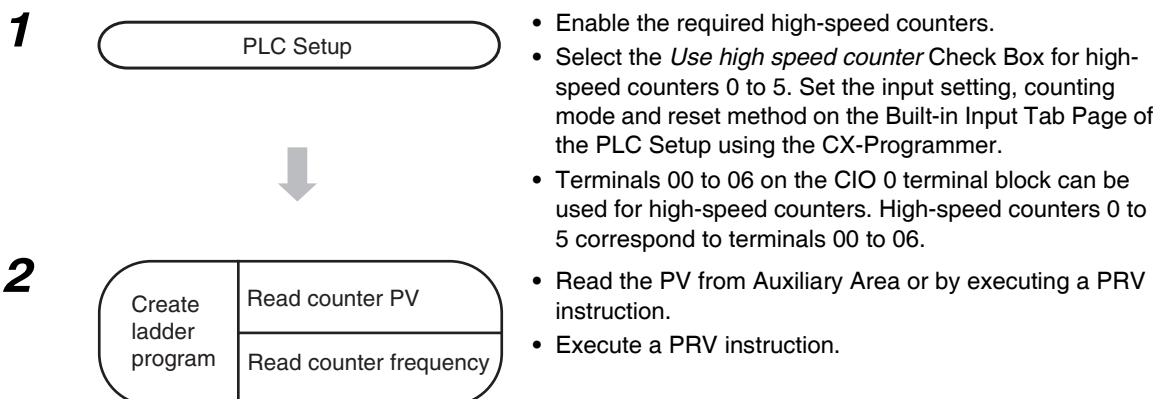 1
PLC Setup
• Enable the required high-speed counters.
• Select the Use high speed counter Check Box for high-
speed counters 0 to 5. Set the input setting, counting
mode and reset method on the Built-in Input Tab Page of
the PLC Setup using the CX-Programmer.
• Terminals 00 to 06 on the CIO 0 terminal block can be
used for high-speed counters. High-speed counters 0 to
5 correspond to terminals 00 to 06.
2
Create
ladder
program
Read counter PV
Read counter frequency
• Read the PV from Auxiliary Area or by executing a PRV
instruction.
• Execute a PRV instruction.